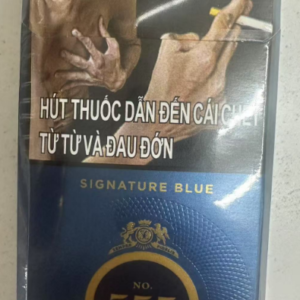 HÚT THUỐC DẪN ĐẾN CÁI CHẾT
TỪ TỪ VÀ ĐAU ĐỚN
SIGNATURE BLUE
NO.